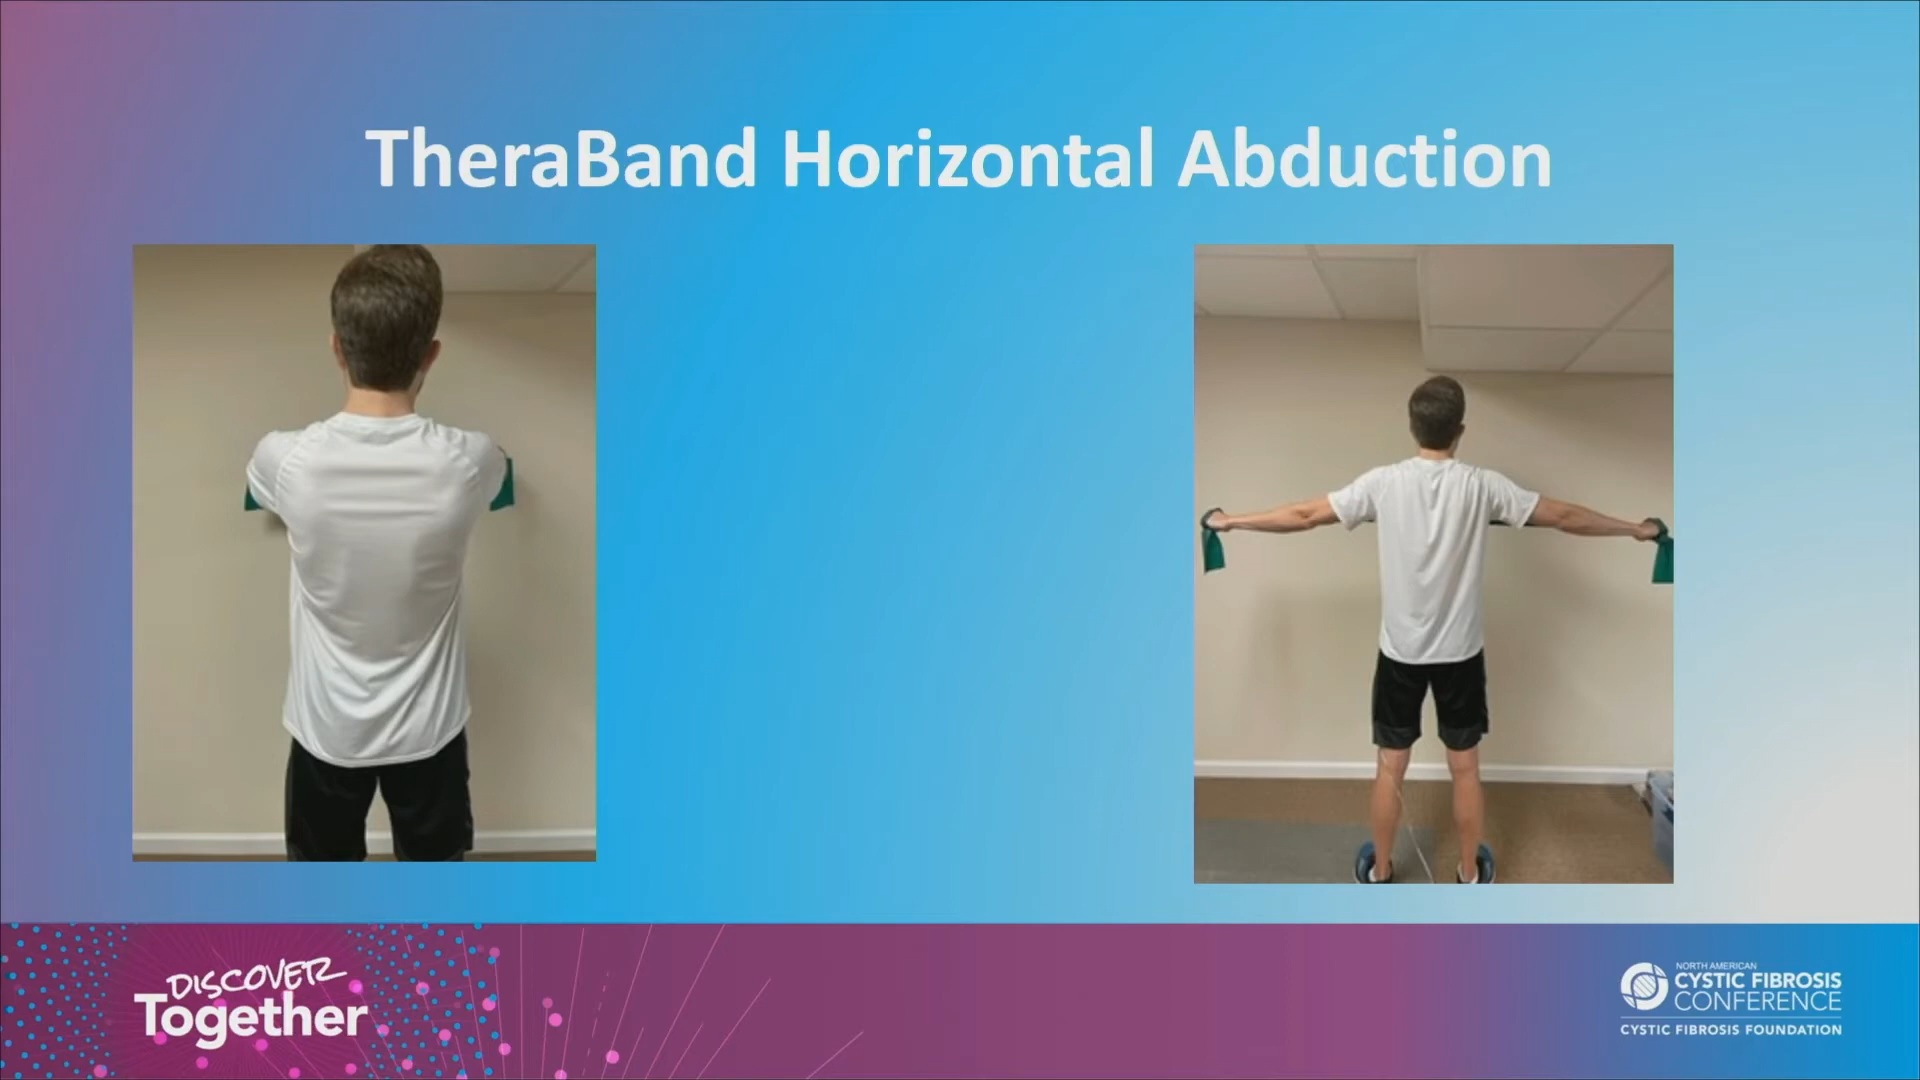 TheraBand Horizontal Abduction
DISCOVER
Together
NORTH AMERICAN
CYSTIC FIBROSIS
CONFERENCE
CYSTIC FIBROSIS FOUNDATION